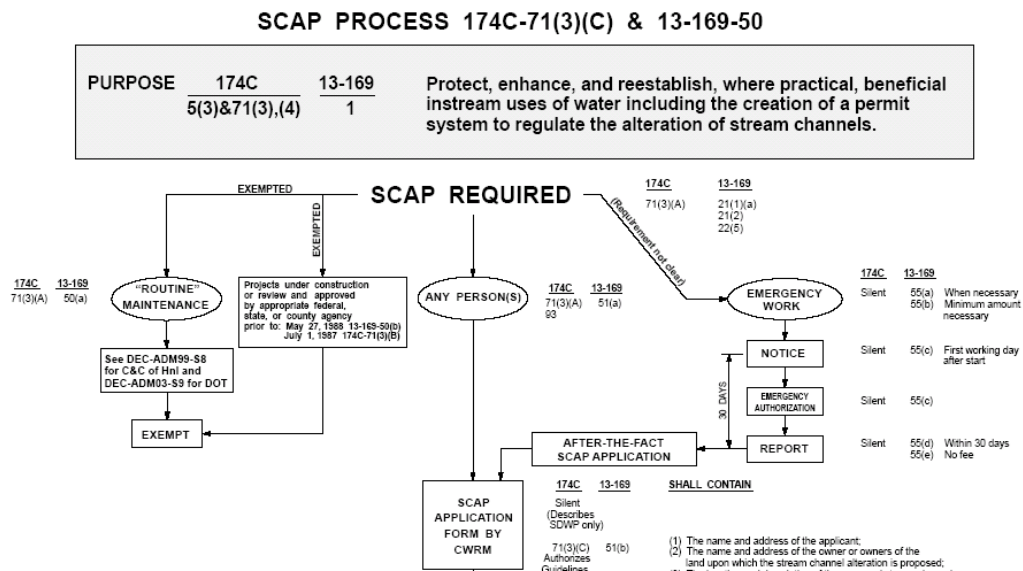 SCAP PROCESS 174C-71(3)(C) & 13-169-50
PURPOSE 174C 13-169
5(3)&71(3),(4) 1
Protect, enhance, and reestablish, where practical, beneficial
instream uses of water including the creation of a permit
system to regulate the alteration of stream channels.
EXEMPTED
SCAP REQUIRED
EXEMPTED
(Requirement not clear)
174C 13-169
71(3)(A) 21(1)(a)
21(2)
22(5)
174C 13-169
71(3)(A) 50(a)
"ROUTINE"
MAINTENANCE
Projects under construction
or review and approved
by appropriate federal,
state, or county agency
prior to: May 27, 1988 13-169-50(b)
July 1, 1987 174C-71(3)(B)
ANY PERSON(S)
174C 13-169
71(3)(A) 51(a)
93
EMERGENCY
WORK
174C 13-169
Silent 55(a) When necessary
55(b) Minimum amount
necessary
See DEC-ADM99-S8
for C&C of Hnl and
DEC-ADM03-S9 for DOT
EXEMPT
NOTICE
Silent 55(c) First working day
after start
30 DAYS
EMERGENCY
AUTHORIZATION
Silent 55(c)
AFTER-THE-FACT
SCAP APPLICATION
REPORT
Silent 55(d) Within 30 days
55(e) No fee
SCAP
APPLICATION
FORM BY
CWRM
174C 13-169
Silent
(Describes
SDWP only)
71(3)(C) 51(b)
Authorizes
Guidelines
SHALL CONTAIN
(1) The name and address of the applicant;
(2) The name and address of the owner or owners of the
land upon which the stream channel alteration is proposed;